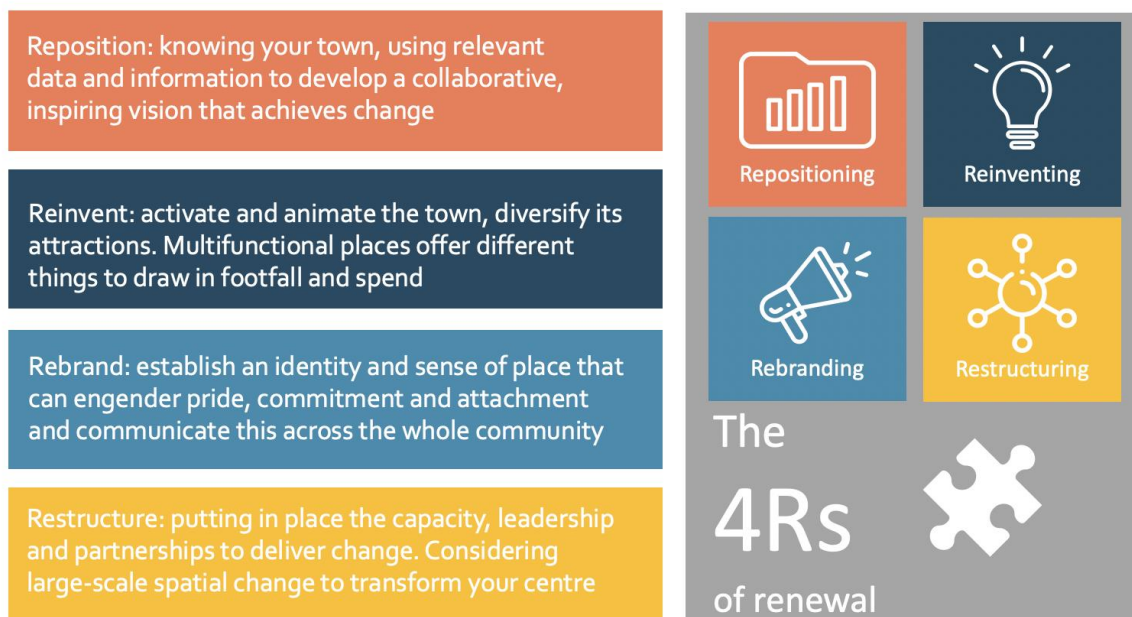 Reposition: knowing your town, using relevant
data and information to develop a collaborative,
inspiring vision that achieves change
Reinvent: activate and animate the town, diversify its
attractions. Multifunctional places offer different
things to draw in footfall and spend
Rebrand: establish an identity and sense of place that
can engender pride, commitment and attachment
and communicate this across the whole community
Restructure: putting in place the capacity, leadership
and partnerships to deliver change. Considering
large-scale spatial change to transform your centre
Repositioning
Reinventing
Rebranding
Restructuring
The
4Rs
of renewal